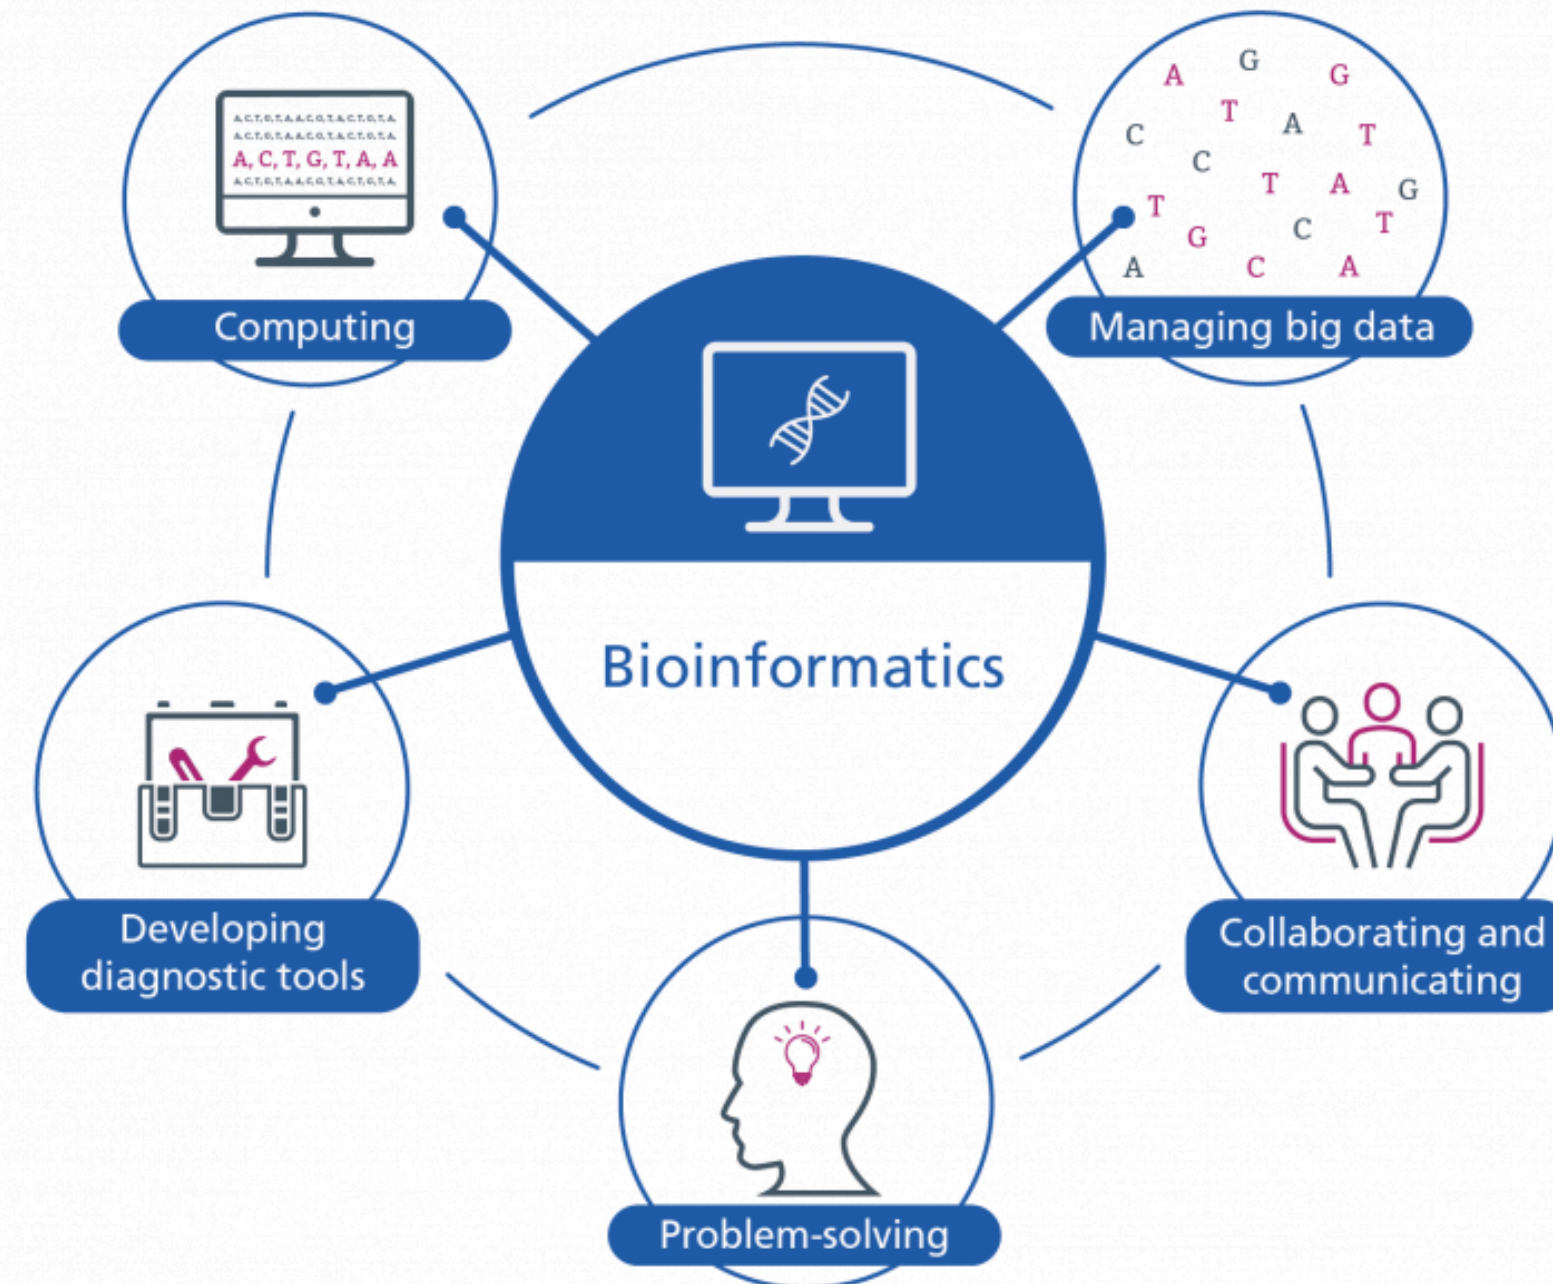 A, C, T, G, T, A, A
Computing
A
G
G
T
C
A
T
C
T
A
G
T
T
G
C
A
C
A
Managing big data
Bioinformatics
Developing
diagnostic tools
Collaborating and
communicating
Problem-solving